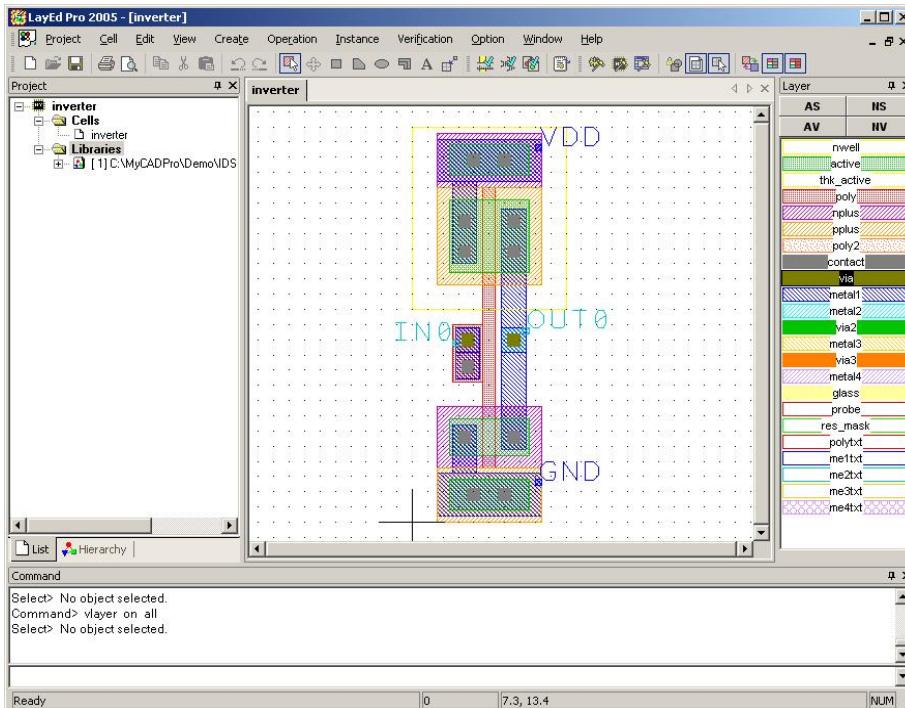 LayEd Pro 2005 - [inverter]
Project Cell Edit View Create Operation Instance Verification Option Window Help
Project
inverter
Cells
inverter
Libraries
[ 1] C:\MyCADPro\Demo\IDS
List Hierarchy
inverter
VDD
IN0 OUT0
GND
Layer
AS NS
AV NV
nwell
active
thk_active
poly
nplus
pplus
poly2
contact
via
metal1
metal2
via2
metal3
via3
metal4
glass
probe
res_mask
polytxt
me1txt
me2txt
me3txt
me4txt
Command
Select> No object selected.
Command> vlayer on all
Select> No object selected.
Ready 0 7.3, 13.4 NUM